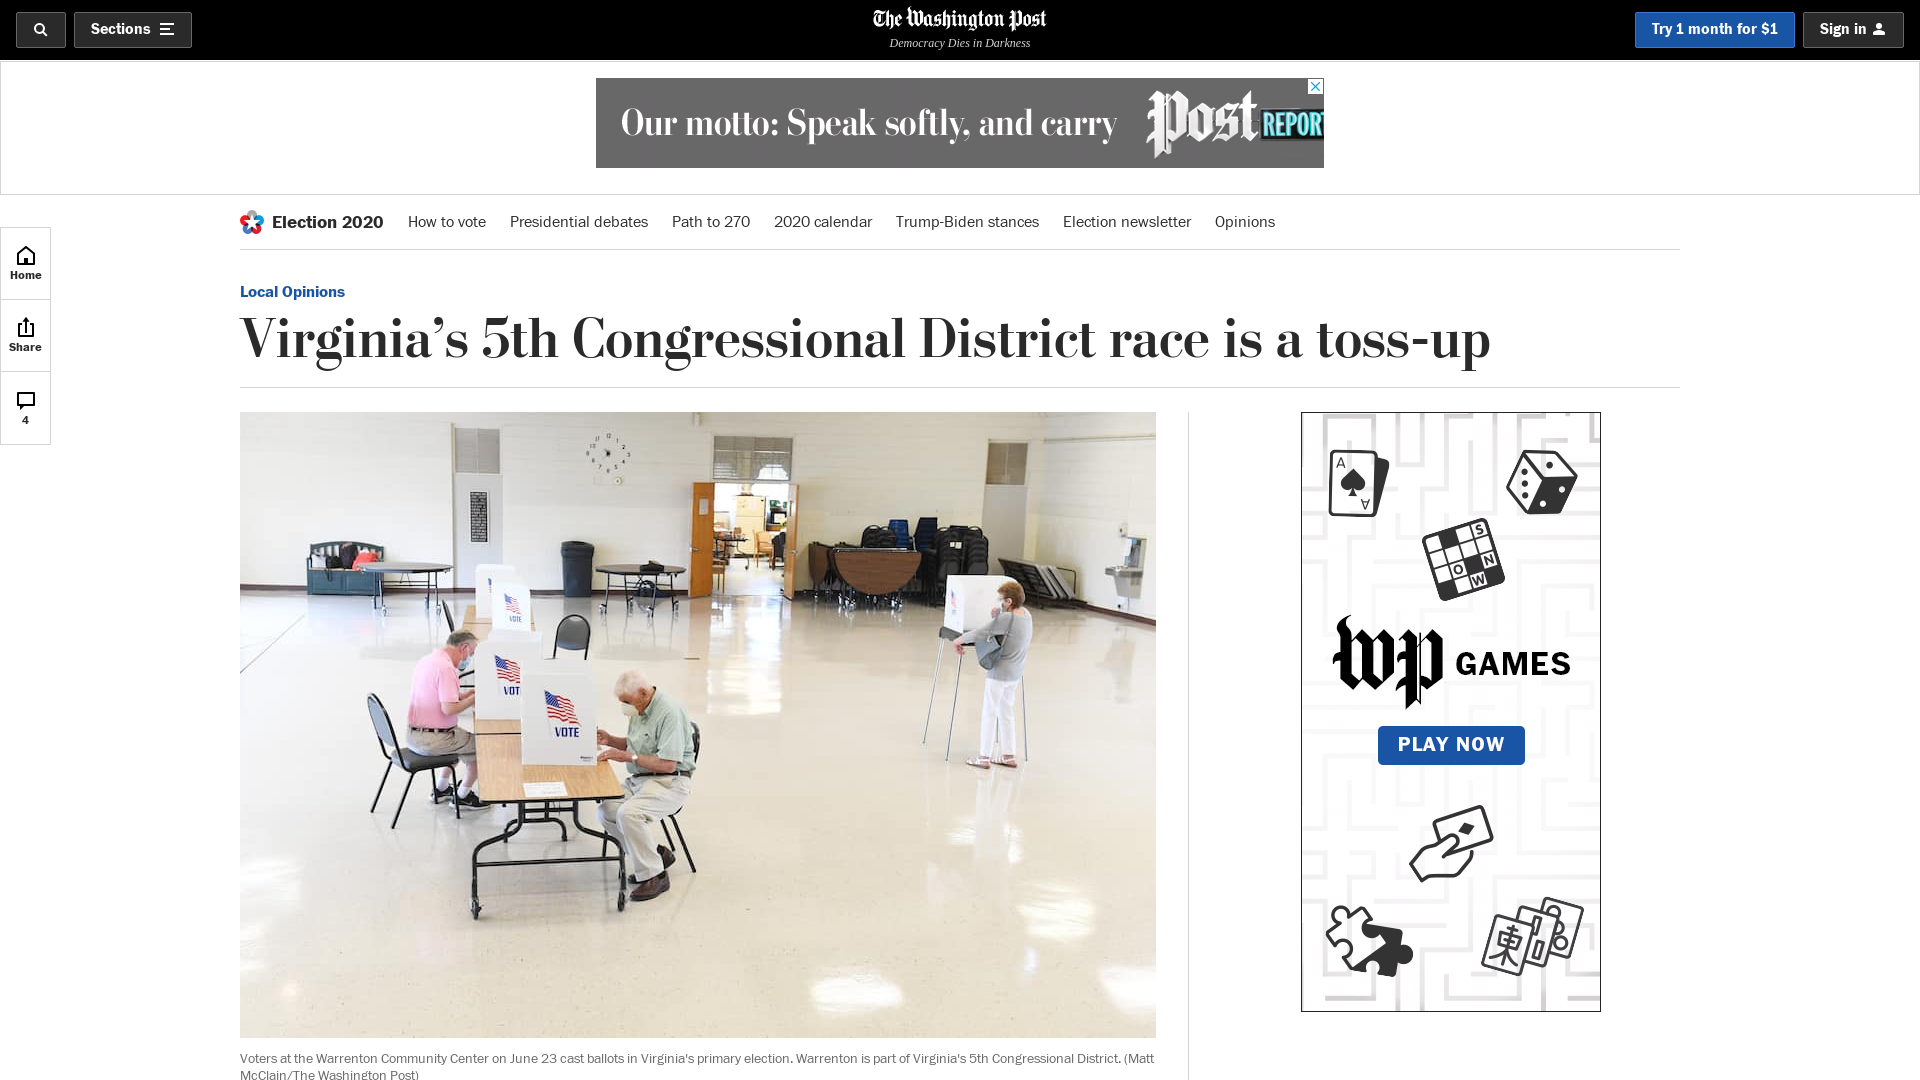 Sections
The Washington Post
Democracy Dies in Darkness
Try 1 month for $1
Sign in
Our motto: Speak softly, and carry
Post
REPORT
Election 2020
How to vote
Presidential debates
Path to 270
2020 calendar
Trump-Biden stances
Election newsletter
Opinions
Home
Share
4
Local Opinions
Virginia’s 5th Congressional District race is a toss-up
VOTE
VOTE
VOTE
A
A
S
O
N
W
wp GAMES
PLAY NOW
東
Voters at the Warrenton Community Center on June 23 cast ballots in Virginia's primary election. Warrenton is part of Virginia's 5th Congressional District. (Matt
McClain/The Washington Post)